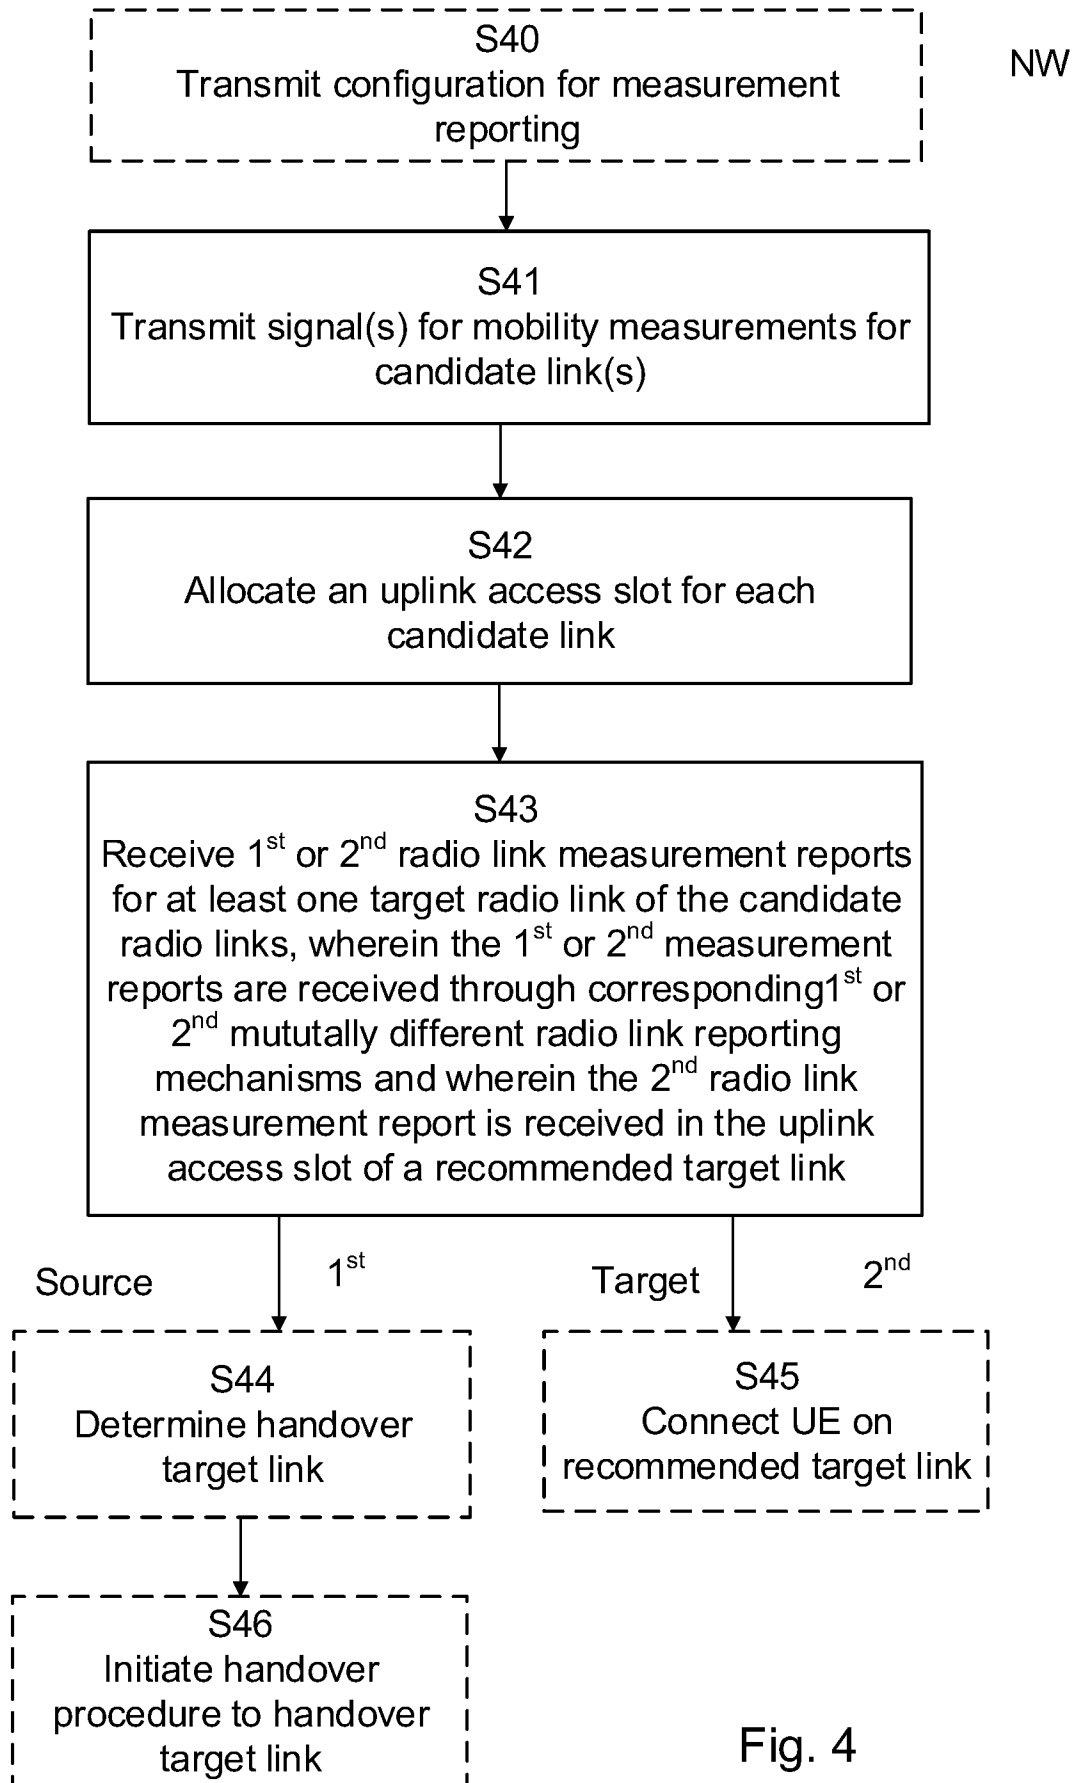 S40
NW
Transmit configuration for measurement
reporting
S41
Transmit signal(s) for mobility measurements for
candidate link(s)
S42
Allocate an uplink access slot for each
candidate link
S43
Receive 1st or 2nd radio link measurement reports
for at least one target radio link of the candidate
radio links, wherein the 1st or 2nd measurement
reports are received through corresponding1st or
2nd mututally different radio link reporting
mechanisms and wherein the 2nd radio link
measurement report is received in the uplink
access slot of a recommended target link
Source
1st
Target
2nd
S44
Determine handover
target link
S45
Connect UE on
recommended target link
S46
Initiate handover
procedure to handover
target link
Fig. 4